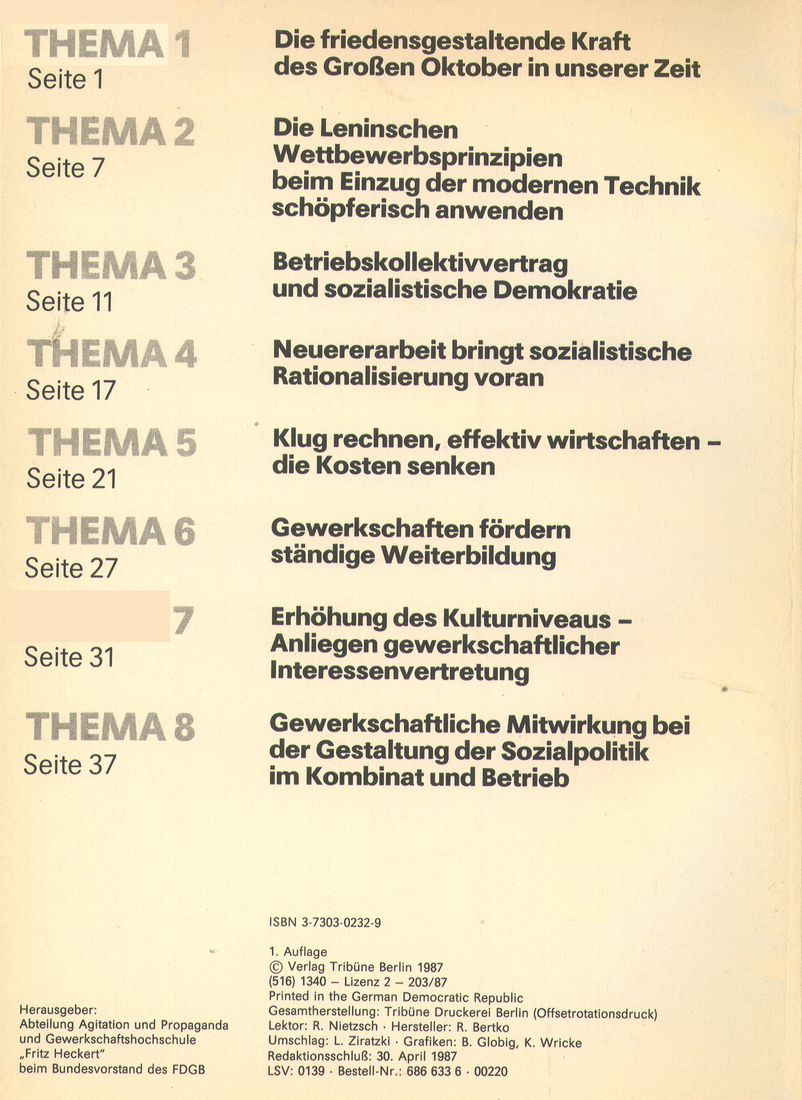 THEMA 1
Seite 1
Die friedensgestaltende Kraft
des Großen Oktober in unserer Zeit
THEMA 2
Seite 7
Die Leninschen
Wettbewerbsprinzipien
beim Einzug der modernen Technik
schöpferisch anwenden
THEMA 3
Seite 11
Betriebskollektivvertrag
und sozialistische Demokratie
THEMA 4
Seite 17
Neuererarbeit bringt sozialistische
Rationalisierung voran
THEMA 5
Seite 21
Klug rechnen, effektiv wirtschaften –
die Kosten senken
THEMA 6
Seite 27
Gewerkschaften fördern
ständige Weiterbildung
7
Seite 31
Erhöhung des Kulturniveaus –
Anliegen gewerkschaftlicher
Interessenvertretung
THEMA 8
Seite 37
Gewerkschaftliche Mitwirkung bei
der Gestaltung der Sozialpolitik
im Kombinat und Betrieb
Herausgeber:
Abteilung Agitation und Propaganda
und Gewerkschaftshochschule
„Fritz Heckert“
beim Bundesvorstand des FDGB
ISBN 3-7303-0232-9
1. Auflage
© Verlag Tribüne Berlin 1987
(516) 1340 – Lizenz 2 – 203/87
Printed in the German Democratic Republic
Gesamtherstellung: Tribüne Druckerei Berlin (Offsetrotationsdruck)
Lektor: R. Nietzsch · Hersteller: R. Bertko
Umschlag: L. Ziratzki · Grafiken: B. Globig, K. Wricke
Redaktionsschluß: 30. April 1987
LSV: 0139 · Bestell-Nr.: 686 633 6 · 00220